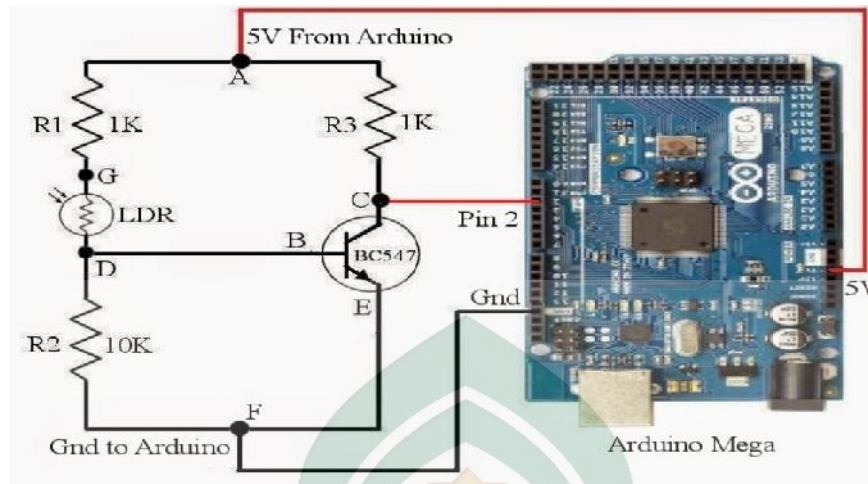 5V From Arduino
A
R1
1K
R3
1K
G
LDR
C
Pin 2
D
B
BC547
E
Gnd
5V
R2
10K
F
Gnd to Arduino
Arduino Mega
MEGA
ARDUINO